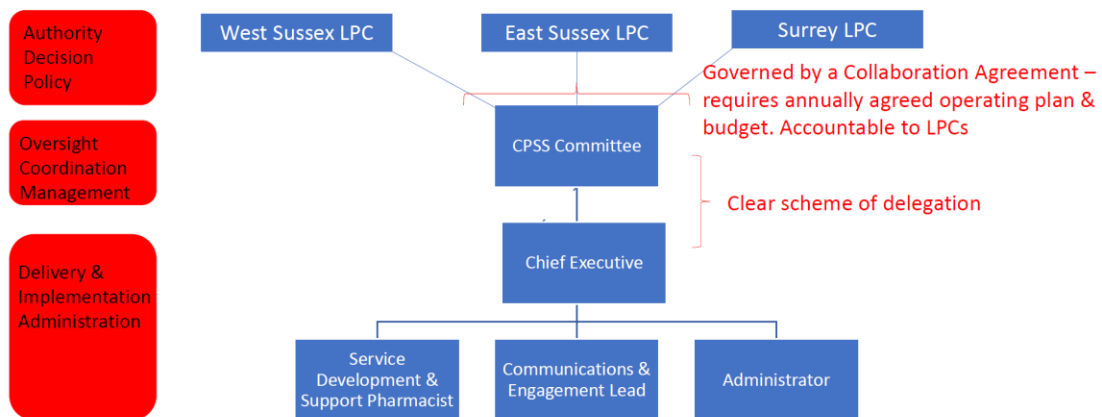 Authority
Decision
Policy
West Sussex LPC
East Sussex LPC
Surrey LPC
Governed by a Collaboration Agreement –
requires annually agreed operating plan &
budget. Accountable to LPCs
Oversight
Coordination
Management
CPSS Committee
Clear scheme of delegation
Delivery &
Implementation
Administration
Chief Executive
Service
Development &
Support Pharmacist
Communications &
Engagement Lead
Administrator